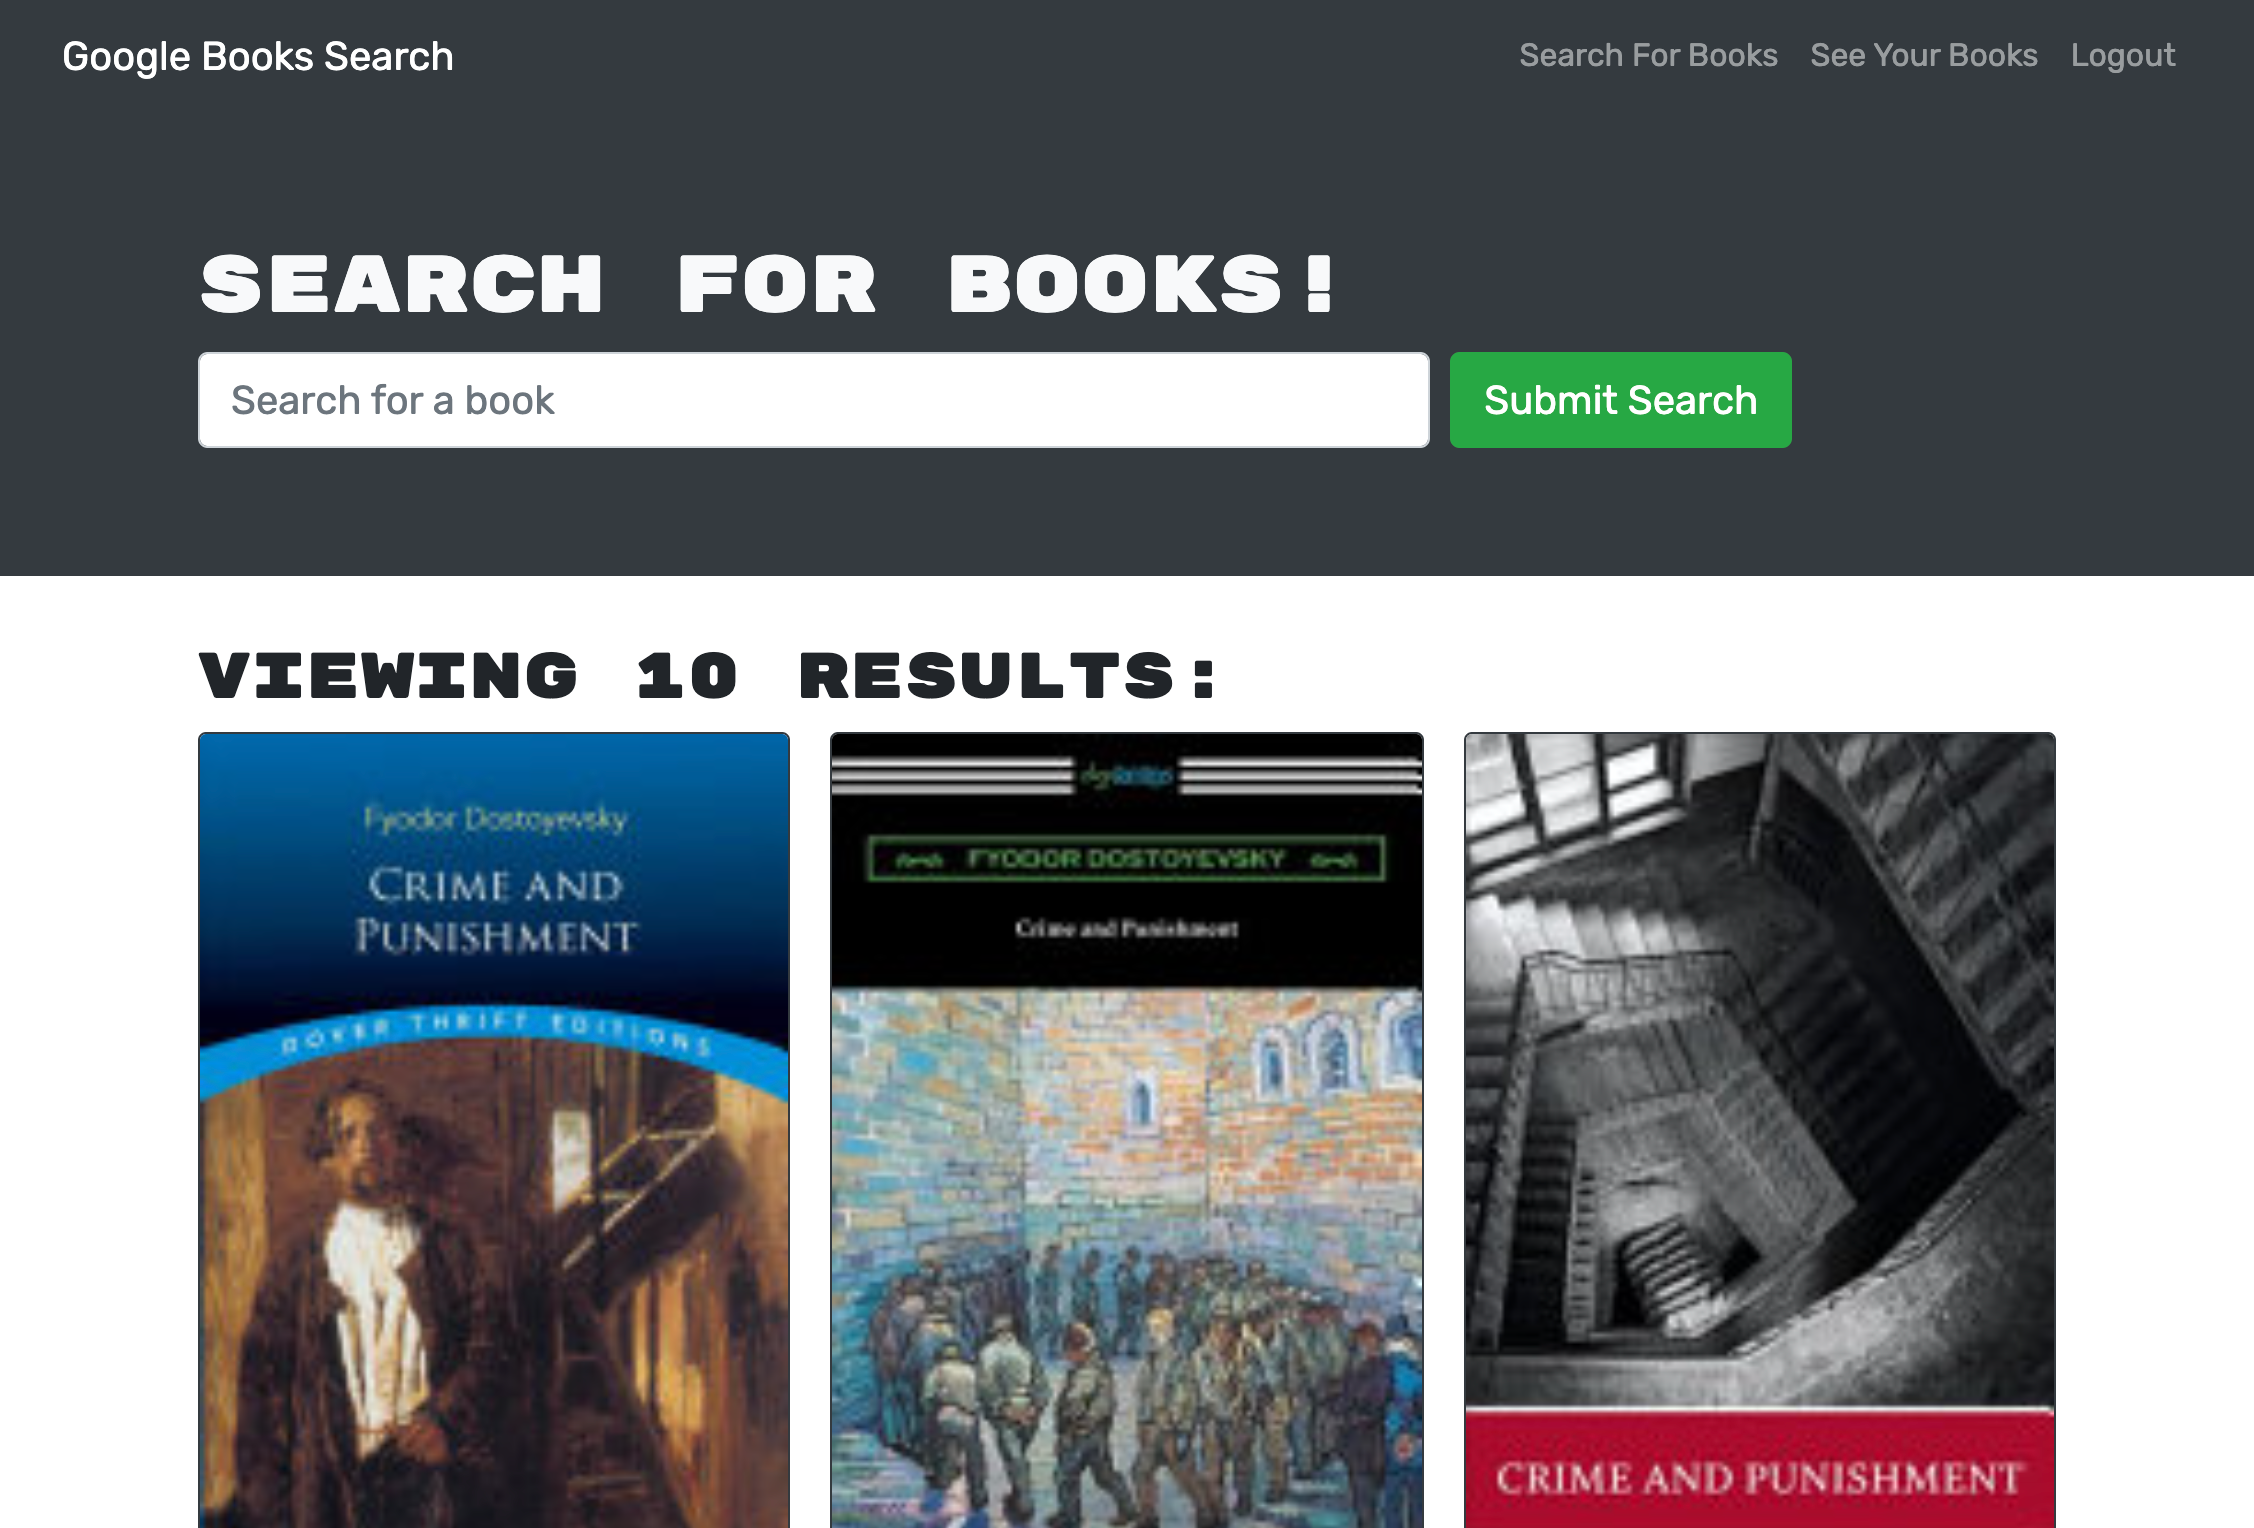 Google Books Search
Search For Books See Your Books Logout
SEARCH FOR BOOKS!
Search for a book
Submit Search
VIEWING 10 RESULTS:
Fyodor Dostoyevsky
CRIME AND
PUNISHMENT
DOVER THRIFT EDITIONS
FYODOR DOSTOYEVSKY
Crime and Punishment
CRIME AND PUNISHMENT